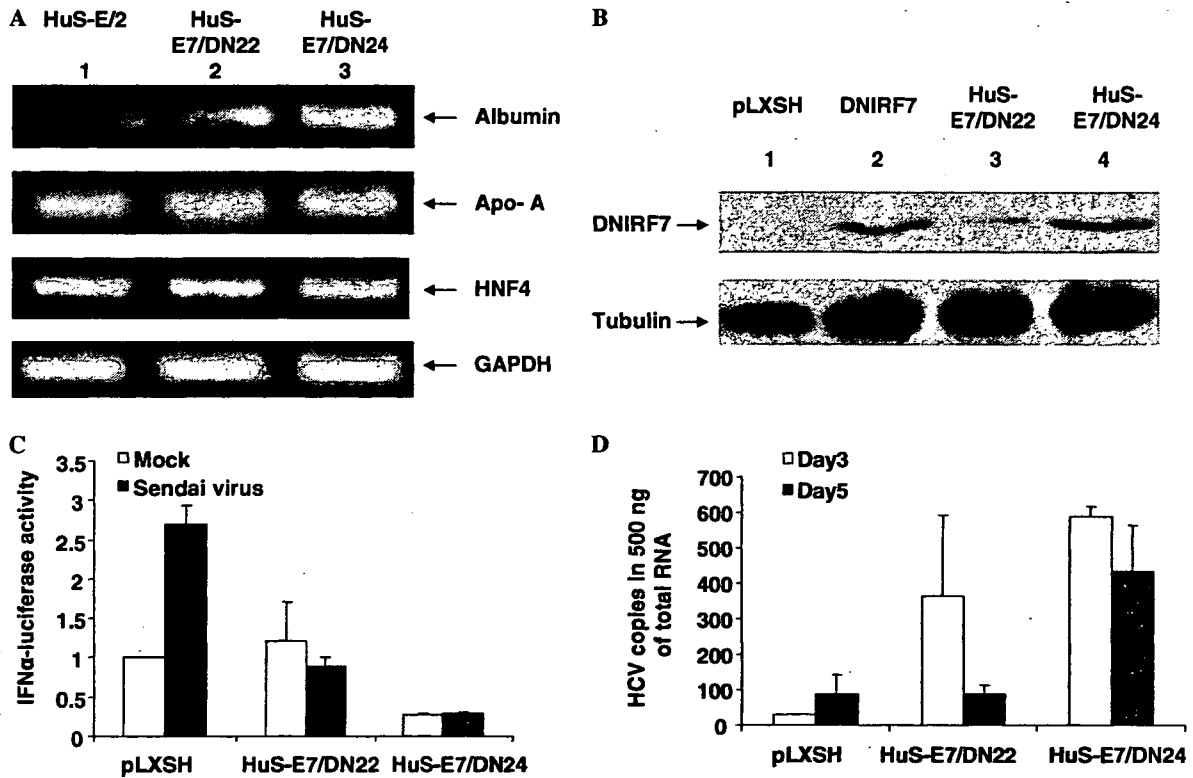 A
HuS-E/2
HuS-
E7/DN22
HuS-
E7/DN24
1
2
3
Albumin
Apo- A
HNF4
GAPDH
B
pLXSH
DNIRF7
HuS-
E7/DN22
HuS-
E7/DN24
1
2
3
4
DNIRF7
Tubulin
C
Mock
Sendai virus
IFNα-luciferase activity
3.5
3
2.5
2
1.5
1
0.5
0
pLXSH
HuS-E7/DN22
HuS-E7/DN24
D
Day3
Day5
HCV copies in 500 ng
of total RNA
700
600
500
400
300
200
100
0
pLXSH
HuS-E7/DN22
HuS-E7/DN24